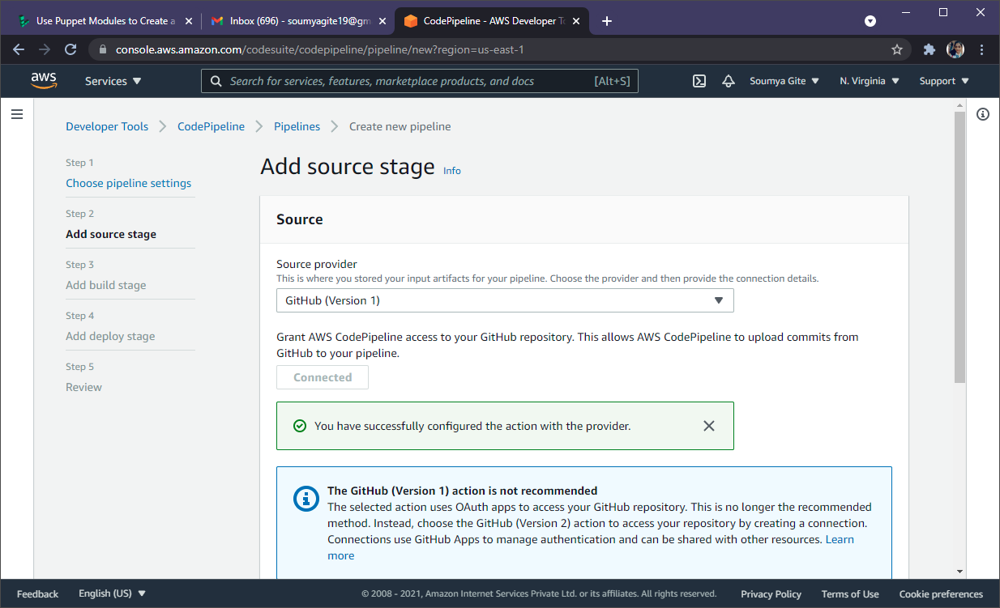 Use Puppet Modules to Create a
Inbox (696) - soumyagite19@gm
CodePipeline - AWS Developer To
console.aws.amazon.com/codesuite/codepipeline/pipeline/new?region=us-east-1
aws
Services
Search for services, features, marketplace products, and docs
[Alt+S]
Soumya Gite
N. Virginia
Support
Developer Tools
CodePipeline
Pipelines
Create new pipeline
Step 1
Choose pipeline settings
Step 2
Add source stage
Step 3
Add build stage
Step 4
Add deploy stage
Step 5
Review
Add source stage
Info
Source
Source provider
This is where you stored your input artifacts for your pipeline. Choose the provider and then provide the connection details.
GitHub (Version 1)
Grant AWS CodePipeline access to your GitHub repository. This allows AWS CodePipeline to upload commits from
GitHub to your pipeline.
Connected
You have successfully configured the action with the provider.
The GitHub (Version 1) action is not recommended
The selected action uses OAuth apps to access your GitHub repository. This is no longer the recommended
method. Instead, choose the GitHub (Version 2) action to access your repository by creating a connection.
Connections use GitHub Apps to manage authentication and can be shared with other resources. Learn
more
Feedback
English (US)
© 2008 - 2021, Amazon Internet Services Private Ltd. or its affiliates. All rights reserved.
Privacy Policy
Terms of Use
Cookie preferences